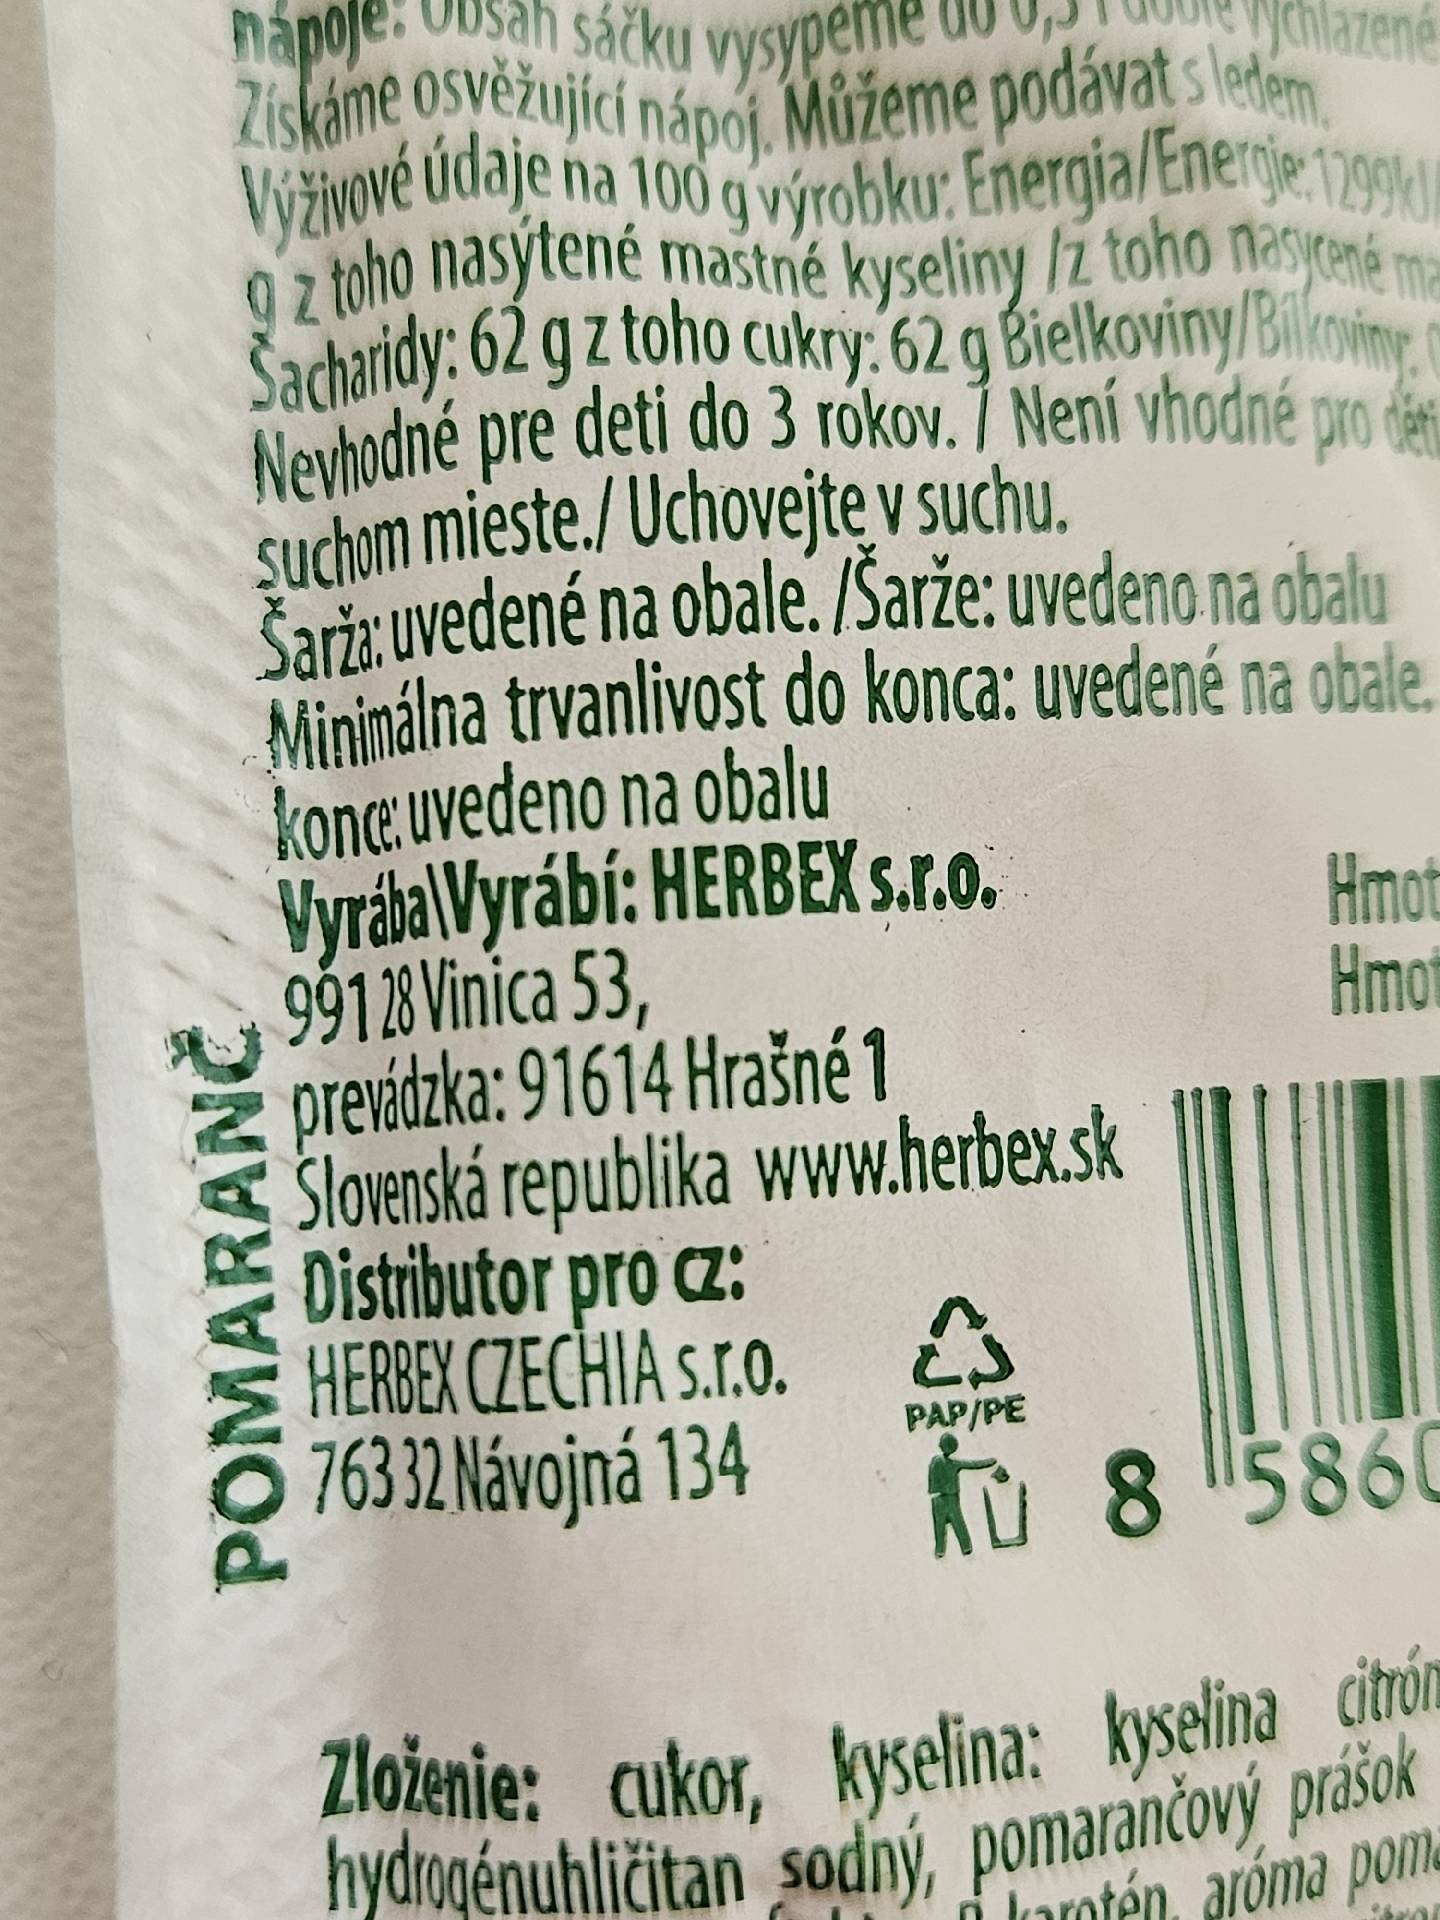 nápoje: Obsah sáčku vysypeme do 0,5 l vychlazené
Získáme osvěžující nápoj. Můžeme podávat s ledem.
Výživové údaje na 100 g výrobku: Energia/Energie: 1299kJ/
g z toho nasýtené mastné kyseliny /z toho nasycené ma
Sacharidy: 62 g z toho cukry: 62 g Bielkoviny/Bílkoviny:
Nevhodné pre deti do 3 rokov. / Není vhodné pro děti
suchom mieste./ Uchovejte v suchu.
Šarža: uvedené na obale. /Šarže: uvedeno na obalu
Minimálna trvanlivost do konca: uvedené na obale.
konce: uvedeno na obalu
Vyrába\Vyrábí: HERBEX s.r.o.
991 28 Vinica 53,
prevádzka: 91614 Hrašné 1
Slovenská republika www.herbex.sk
Distributor pro CZ:
HERBEX CZECHIA s.r.o.
763 32 Návojná 134
POMARANČ
Hmot
Hmot
PAP/PE
8 5860
Zloženie: cukor, kyselina: kyselina citrón
hydrogénuhličitan sodný, pomarančový prášok
karotén, aróma poma